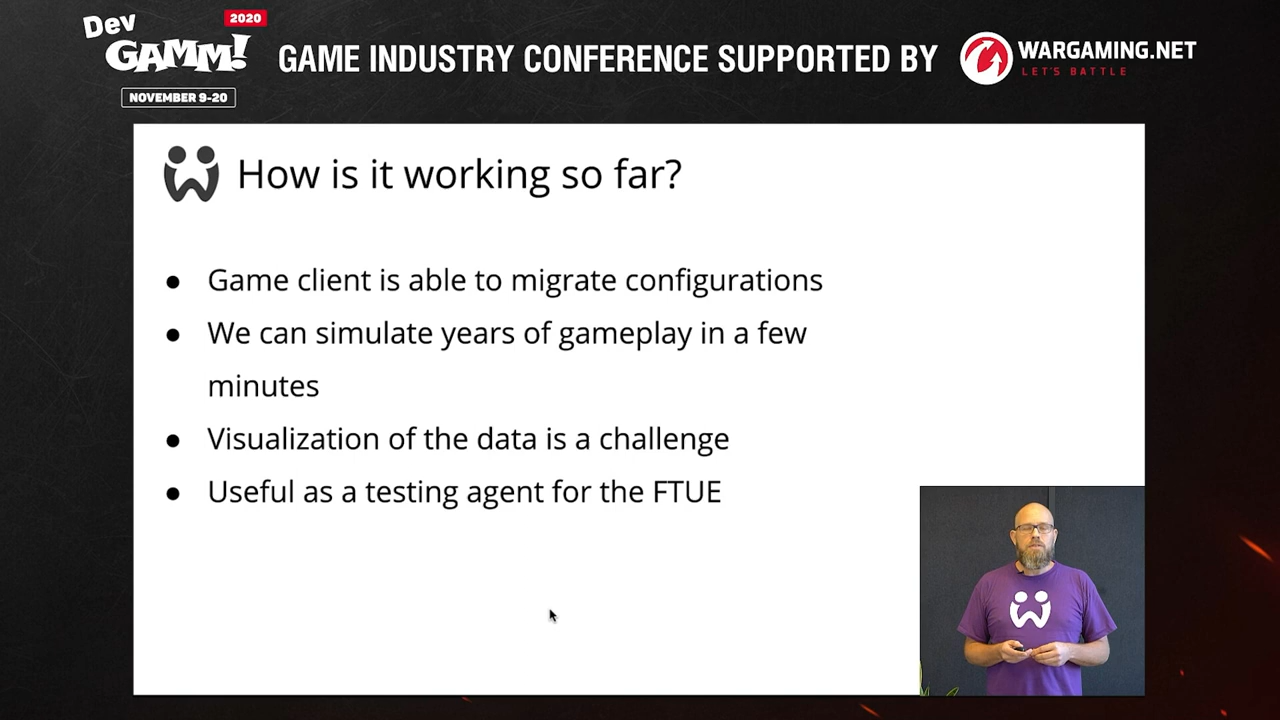 Dev
GAMM!
2020
NOVEMBER 9-20
GAME INDUSTRY CONFERENCE SUPPORTED BY
WARGAMING.NET
LET'S BATTLE
How is it working so far?
● Game client is able to migrate configurations
● We can simulate years of gameplay in a few
minutes
● Visualization of the data is a challenge
● Useful as a testing agent for the FTUE